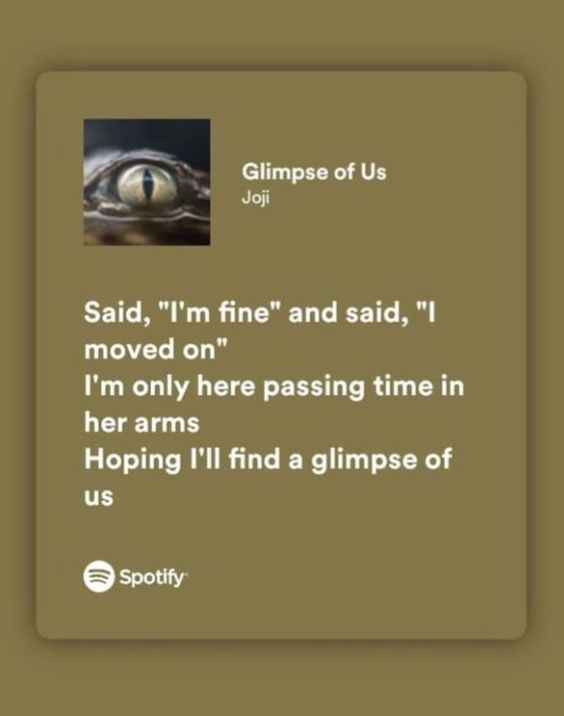 Glimpse of Us
Joji
Said, "I'm fine" and said, "I
moved on"
I'm only here passing time in
her arms
Hoping I'll find a glimpse of
us
Spotify